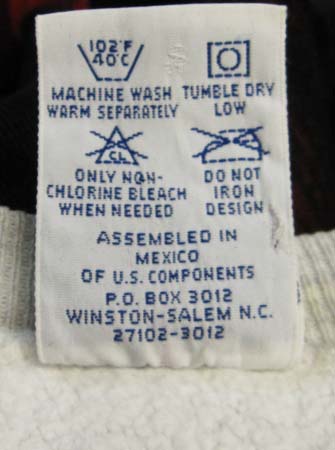 102°F
40°C
MACHINE WASH
WARM SEPARATELY
TUMBLE DRY
LOW
CL
ONLY NON-
CHLORINE BLEACH
WHEN NEEDED
DO NOT
IRON
DESIGN
ASSEMBLED IN
MEXICO
OF U.S. COMPONENTS
P.O. BOX 3012
WINSTON-SALEM N.C.
27102-3012